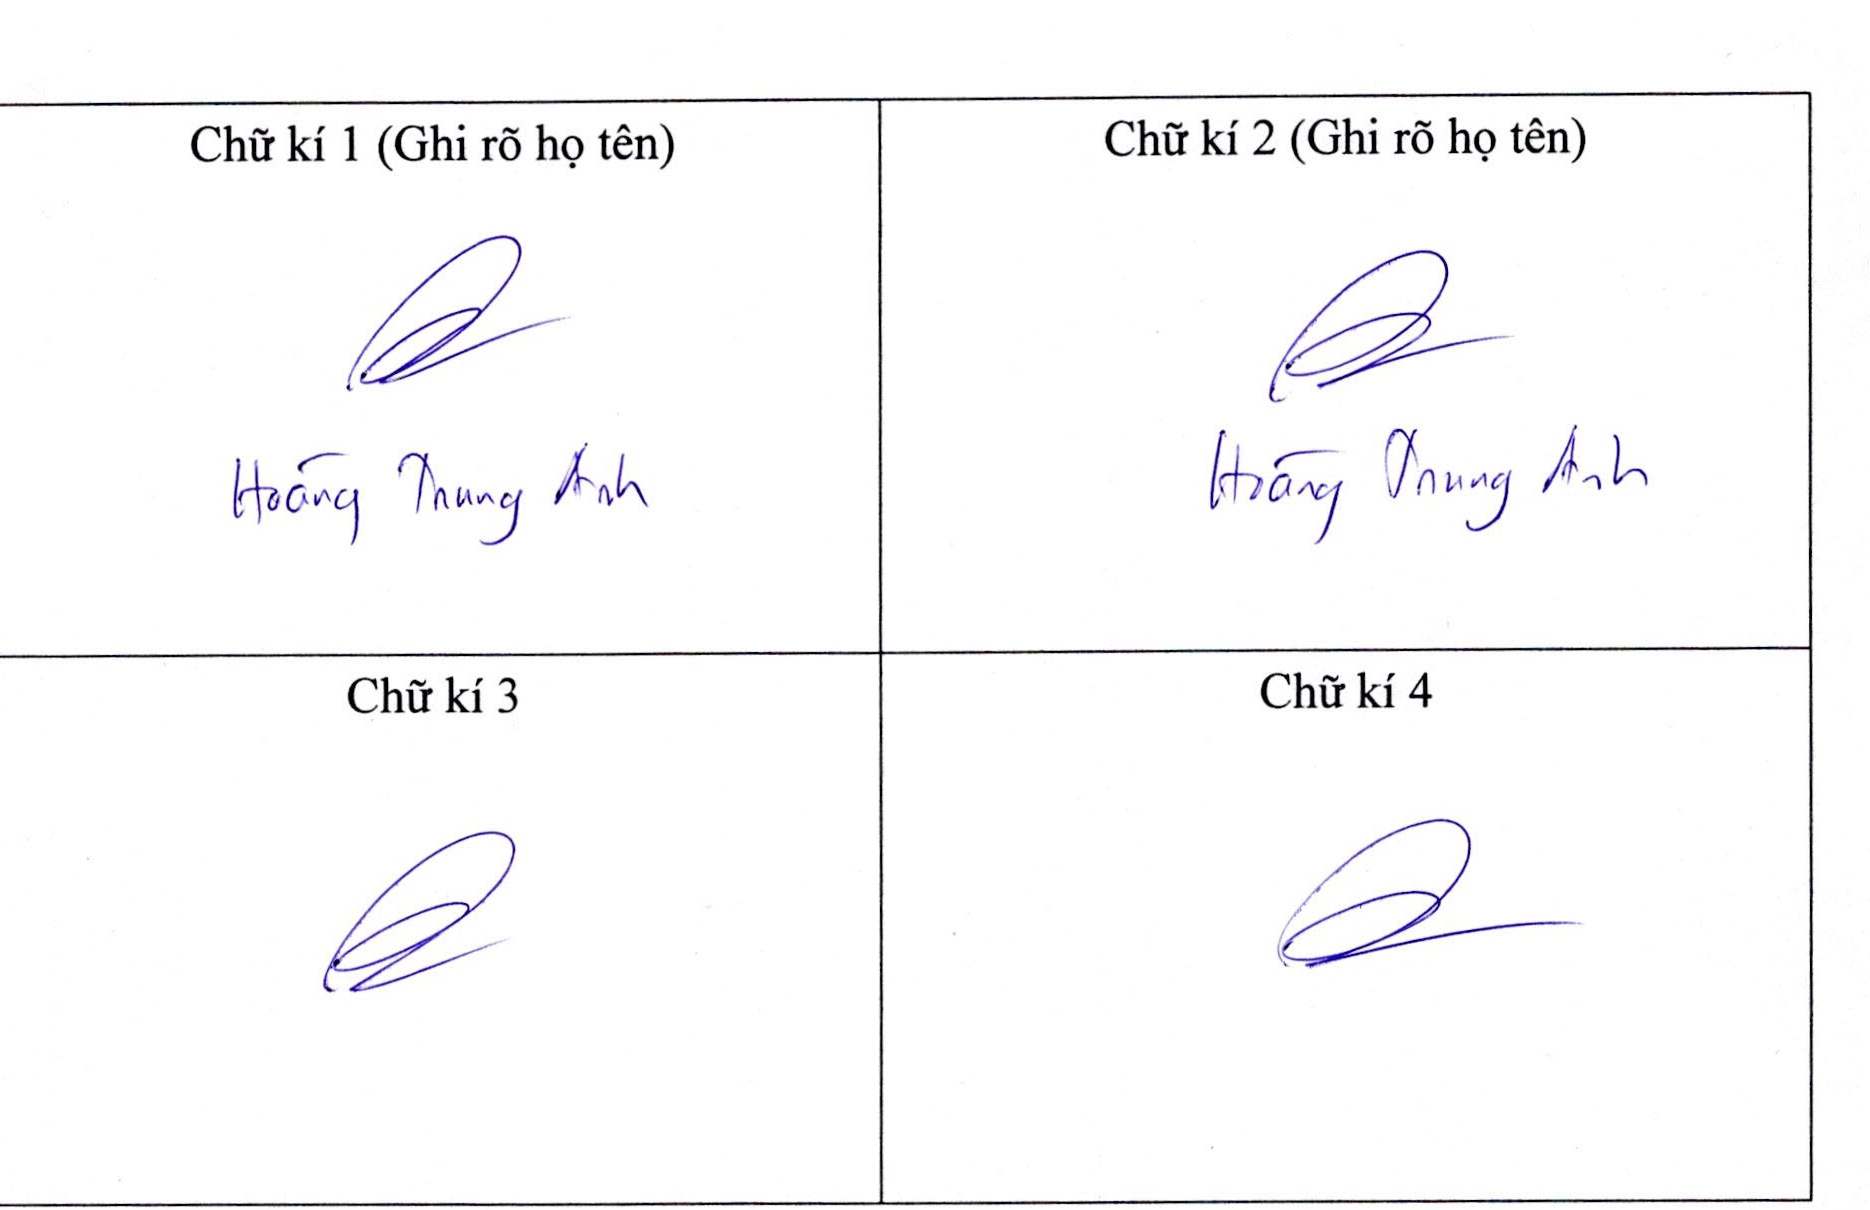 Chữ kí 1 (Ghi rõ họ tên)
Hoàng Trung Anh
Chữ kí 2 (Ghi rõ họ tên)
Hoàng Trung Anh
Chữ kí 3
Chữ kí 4